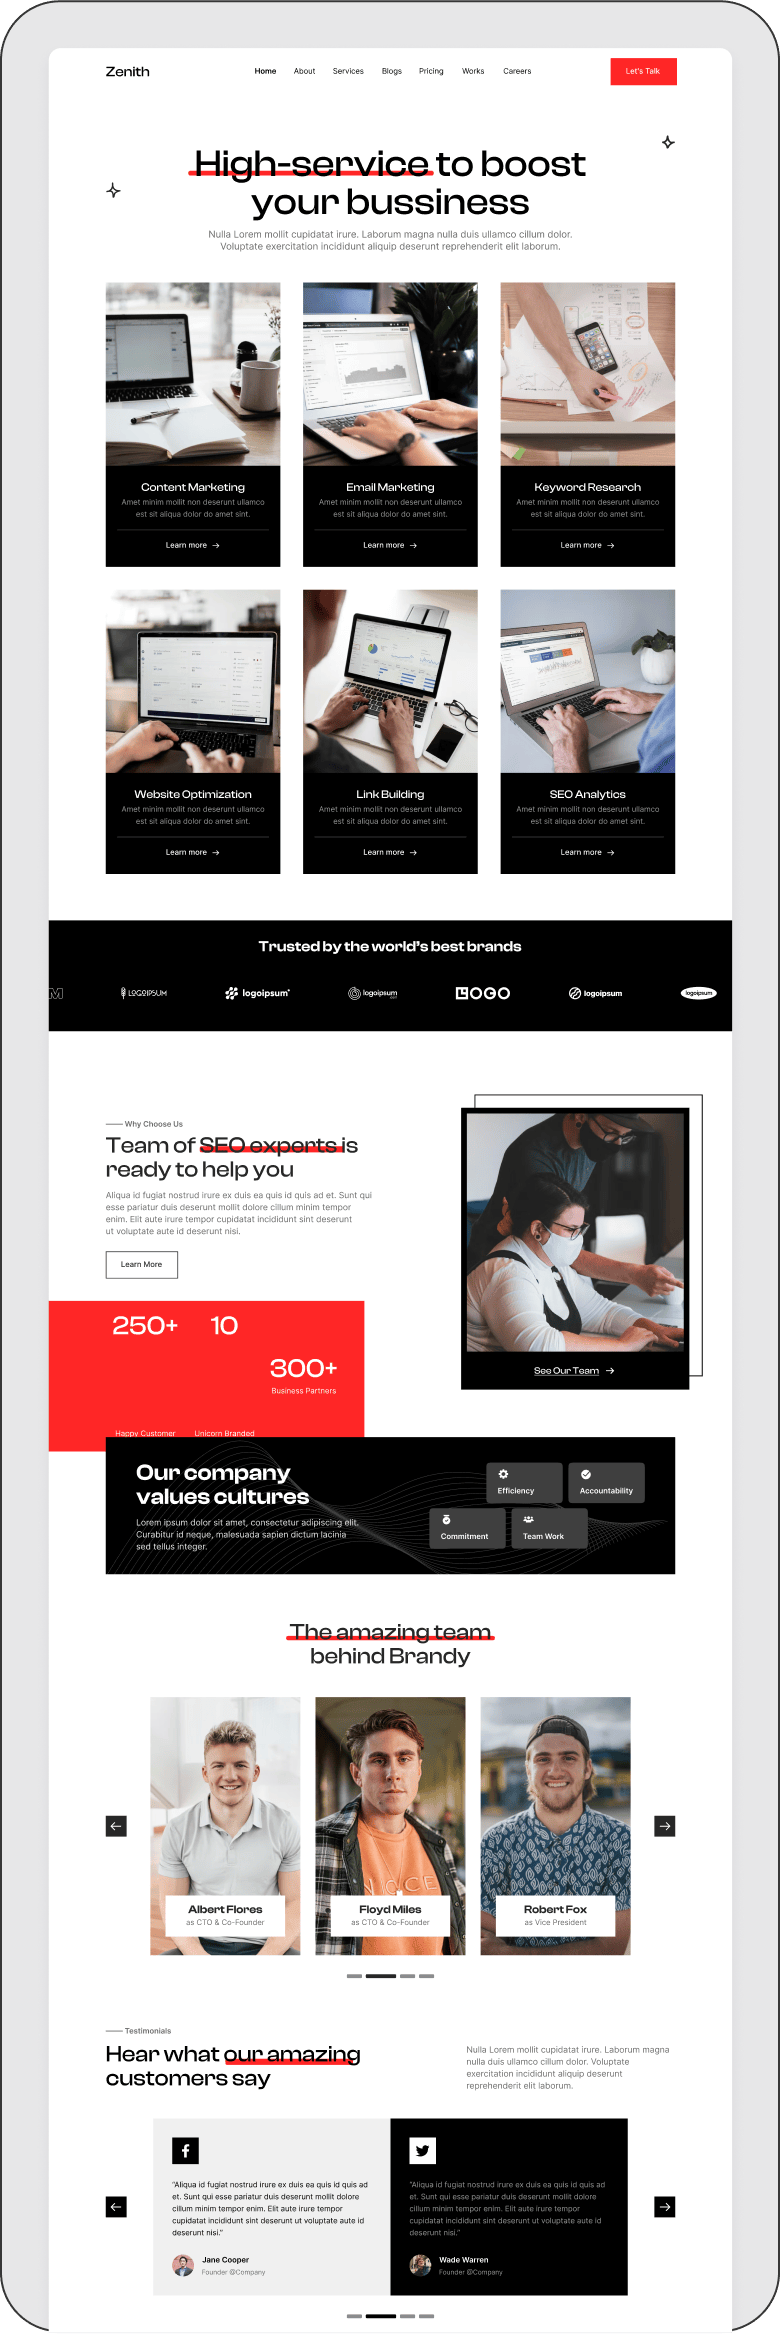 Zenith
Home About Services Blogs Pricing Works Careers
Let's Talk
High-service to boost
your bussiness
Nulla Lorem mollit cupidatat irure. Laborum magna nulla duis ullamco cillum dolor.
Voluptate exercitation incididunt aliquip deserunt reprehenderit elit laborum.
Content Marketing
Amet minim mollit non deserunt ullamco
est sit aliqua dolor do amet sint.
Learn more →
Email Marketing
Amet minim mollit non deserunt ullamco
est sit aliqua dolor do amet sint.
Learn more →
Keyword Research
Amet minim mollit non deserunt ullamco
est sit aliqua dolor do amet sint.
Learn more →
Website Optimization
Amet minim mollit non deserunt ullamco
est sit aliqua dolor do amet sint.
Learn more →
Link Building
Amet minim mollit non deserunt ullamco
est sit aliqua dolor do amet sint.
Learn more →
SEO Analytics
Amet minim mollit non deserunt ullamco
est sit aliqua dolor do amet sint.
Learn more →
Trusted by the world's best brands
M
LOGOIPSUM
logoipsum
logoipsum
LOGO
logoipsum
logoipsum
Why Choose Us
Team of SEO experts is
ready to help you
Aliqua id fugiat nostrud irure ex duis ea quis id quis ad et. Sunt qui
esse pariatur duis deserunt mollit dolore cillum minim tempor
enim. Elit aute irure tempor cupidatat incididunt sint deserunt
ut voluptate aute id deserunt nisi.
Learn More
See Our Team →
250+ 10
300+
Business Partners
Happy Customer Unicorn Branded
Our company
values cultures
Lorem ipsum dolor sit amet, consectetur adipiscing elit.
Curabitur id neque, malesuada sapien dictum lacinia
sed tellus integer.
Efficiency
Accountability
Commitment
Team Work
The amazing team
behind Brandy
Albert Flores
as CTO & Co-Founder
Floyd Miles
as CTO & Co-Founder
Robert Fox
as Vice President
Testimonials
Hear what our amazing
customers say
Nulla Lorem mollit cupidatat irure. Laborum magna
nulla duis ullamco cillum dolor. Voluptate
exercitation incididunt aliquip deserunt
reprehenderit elit laborum.
"Aliqua id fugiat nostrud irure ex duis ea quis id quis ad
et. Sunt qui esse pariatur duis deserunt mollit dolore
cillum minim tempor enim. Elit aute irure tempor
cupidatat incididunt sint deserunt ut voluptate aute id
deserunt nisi."
Jane Cooper
Founder @Company
"Aliqua id fugiat nostrud irure ex duis ea quis id quis ad
et. Sunt qui esse pariatur duis deserunt mollit dolore
cillum minim tempor enim. Elit aute irure tempor
cupidatat incididunt sint deserunt ut voluptate aute id
deserunt nisi."
Wade Warren
Founder @Company